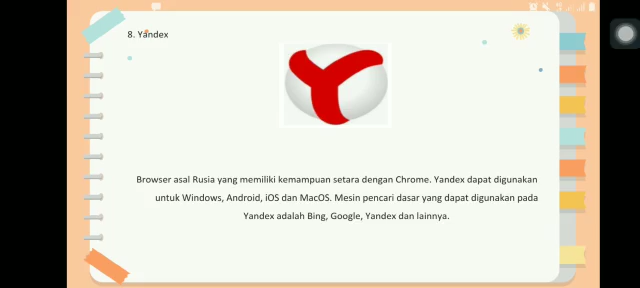 8. Yandex
Browser asal Rusia yang memiliki kemampuan setara dengan Chrome. Yandex dapat digunakan
untuk Windows, Android, iOS dan MacOS. Mesin pencari dasar yang dapat digunakan pada
Yandex adalah Bing, Google, Yandex dan lainnya.